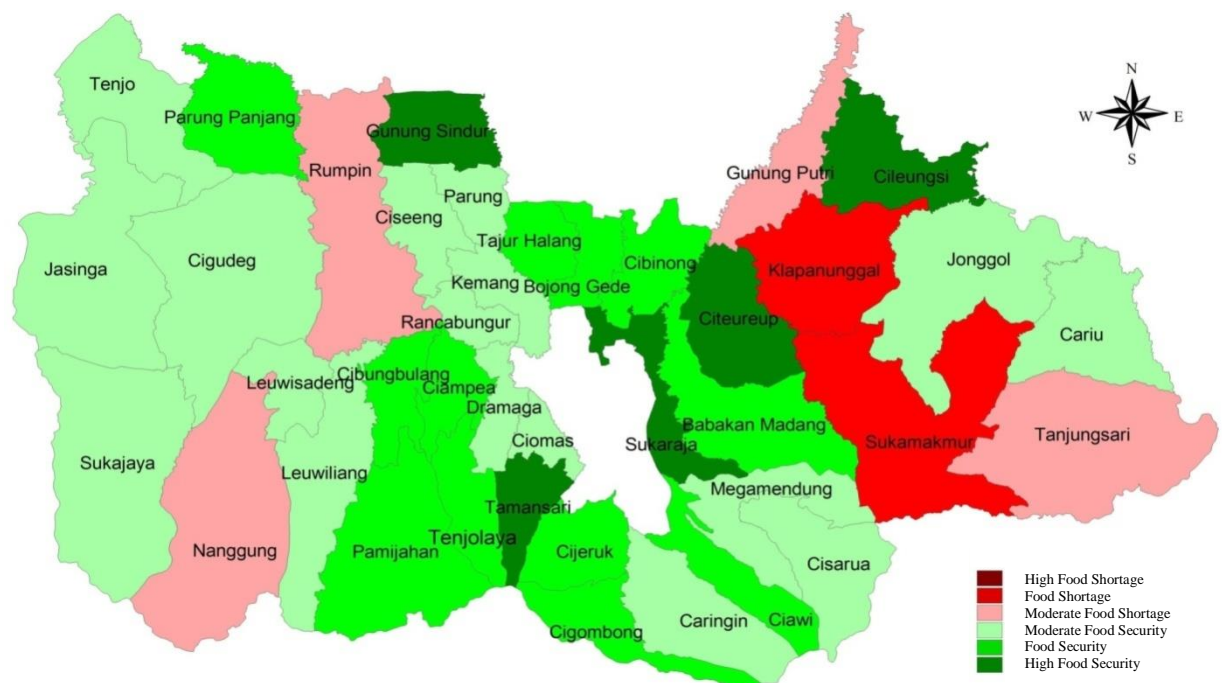 N
W
E
S
Tenjo
Parung Panjang
Gunung Sindur
Rumpin
Gunung Putri
Cileungsi
Parung
Ciseeng
Tajur Halang
Cibinong
Jasinga
Cigudeg
Klapanunggal
Jonggol
Kemang
Bojong Gede
Rancabungur
Citeureup
Cariu
Leuwisadeng
Cibungbulang
Ciampea
Dramaga
Ciomas
Sukaraja
Babakan Madang
Sukamakmur
Tanjungsari
Sukajaya
Leuwiliang
Megamendung
Tamansari
Nanggung
Pamijahan
Tenjolaya
Cijeruk
Cisarua
Cigombong
Caringin
Ciawi
High Food Shortage
Food Shortage
Moderate Food Shortage
Moderate Food Security
Food Security
High Food Security